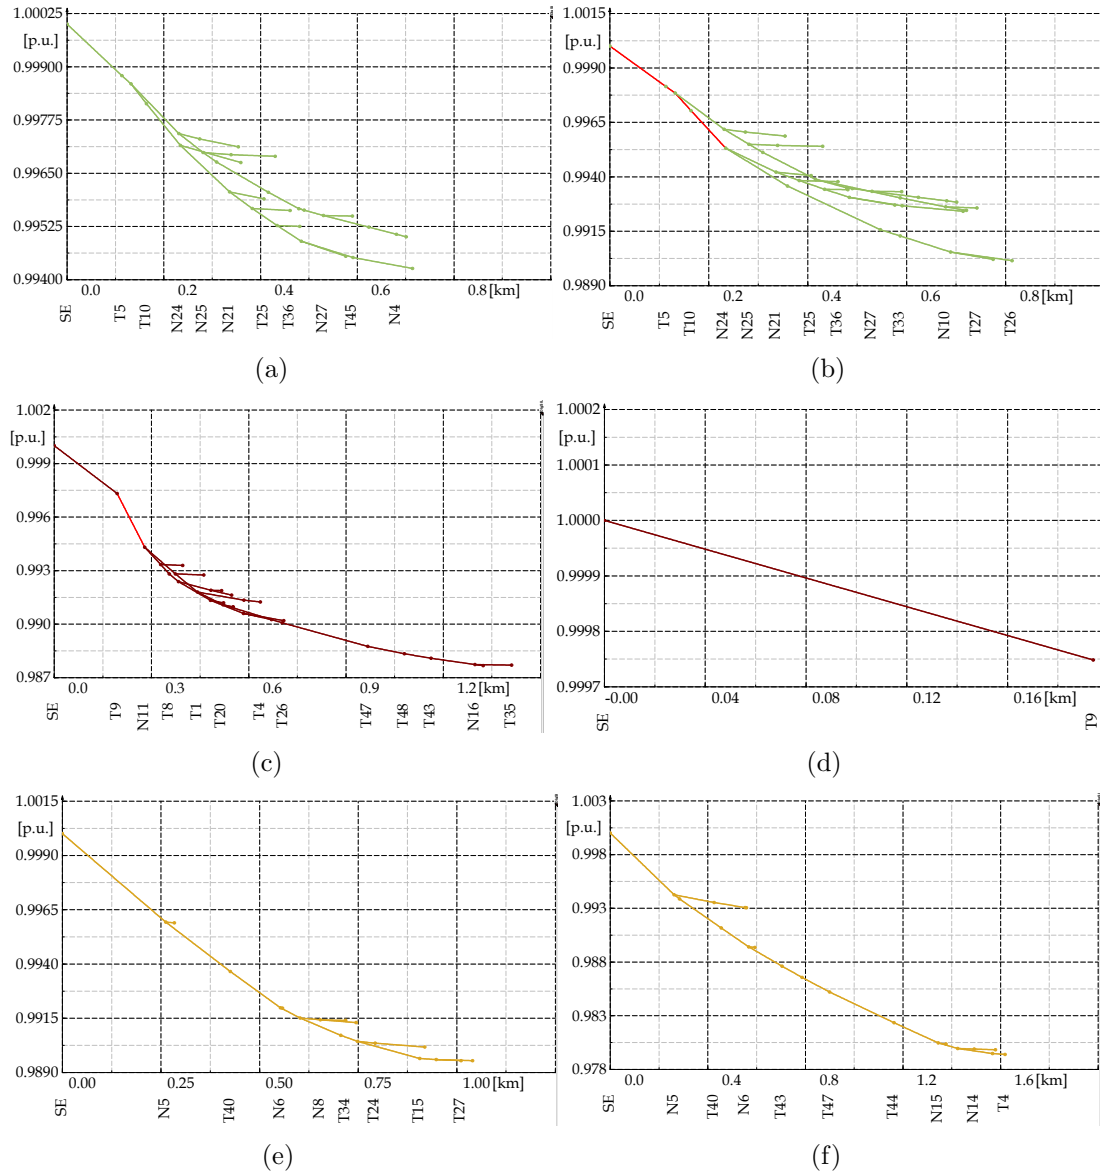 1.00025
[p.u.]
0.99900
0.99775
0.99650
0.99525
0.99400
0.0 0.2 0.4 0.6 0.8 [km]
SE T5 T10 N24 N25 N21 T25 T36 N27 T45 N4
(a)
1.0015
[p.u.]
0.9990
0.9965
0.9940
0.9915
0.9890
0.0 0.2 0.4 0.6 0.8 [km]
SE T5 T10 N24 N25 N21 T25 T36 N27 T33 N10 T27 T26
(b)
1.002
[p.u.]
0.999
0.996
0.993
0.990
0.987
0.0 0.3 0.6 0.9 1.2 [km]
SE T9 N11 T8 T1 T20 T4 T26 T47 T48 T43 N16 T35
(c)
1.0002
[p.u.]
1.0001
1.0000
0.9999
0.9998
0.9997
-0.00 0.04 0.08 0.12 0.16 [km]
SE T9
(d)
1.0015
[p.u.]
0.9990
0.9965
0.9940
0.9915
0.9890
0.00 0.25 0.50 0.75 1.00 [km]
SE N5 T40 N6 N8 T34 T24 T15 T27
(e)
1.003
[p.u.]
0.998
0.993
0.988
0.983
0.978
0.0 0.4 0.8 1.2 1.6 [km]
SE N5 T40 N6 T43 T47 T44 N15 N14 T4
(f)